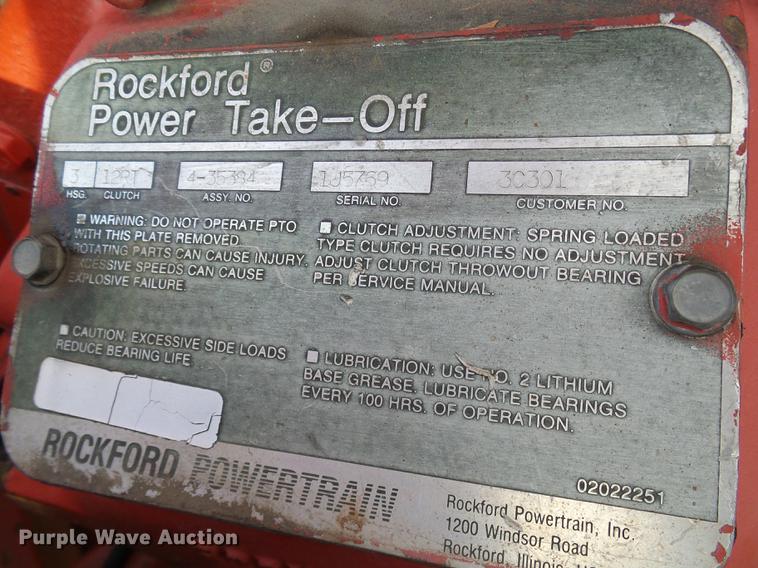 Rockford®
Power Take-Off
3 12PT 4-35394 1J5769 3C301
HSG. CLUTCH ASSY. NO. SERIAL NO. CUSTOMER NO.
WARNING: DO NOT OPERATE PTO
WITH THIS PLATE REMOVED.
ROTATING PARTS CAN CAUSE INJURY.
EXCESSIVE SPEEDS CAN CAUSE
EXPLOSIVE FAILURE.
CLUTCH ADJUSTMENT: SPRING LOADED
TYPE CLUTCH REQUIRES NO ADJUSTMENT
ADJUST CLUTCH THROWOUT BEARING
PER SERVICE MANUAL.
CAUTION: EXCESSIVE SIDE LOADS
REDUCE BEARING LIFE
LUBRICATION: USE NO. 2 LITHIUM
BASE GREASE. LUBRICATE BEARINGS
EVERY 100 HRS. OF OPERATION.
ROCKFORD POWERTRAIN
02022251
Rockford Powertrain, Inc.
1200 Windsor Road
Rockford, Illinois,
Purple Wave Auction